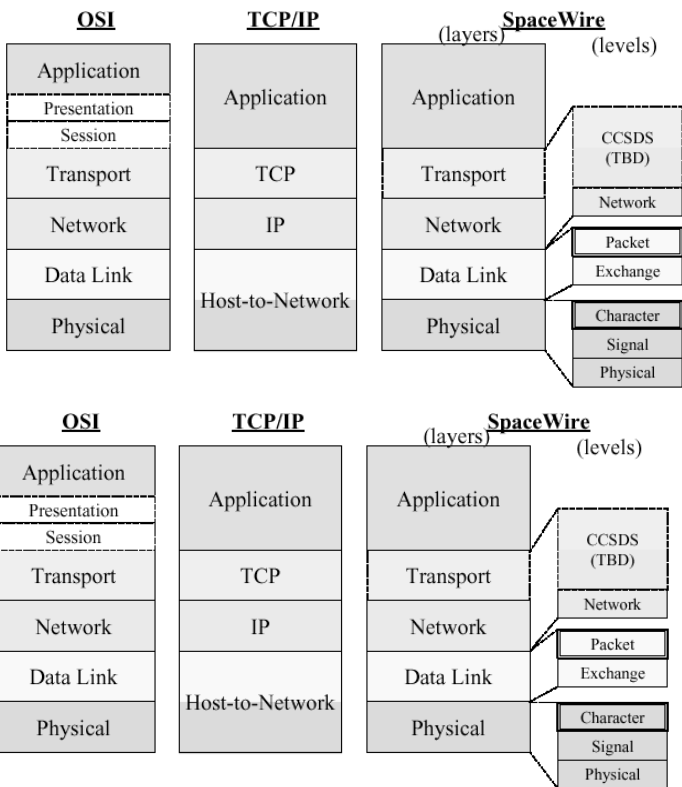 OSI
TCP/IP
SpaceWire
(layers)
(levels)
Application
Presentation
Session
Transport
Network
Data Link
Physical
Application
TCP
IP
Host-to-Network
Application
Transport
Network
Data Link
Physical
CCSDS
(TBD)
Network
Packet
Exchange
Character
Signal
Physical
OSI
TCP/IP
SpaceWire
(layers)
(levels)
Application
Presentation
Session
Transport
Network
Data Link
Physical
Application
TCP
IP
Host-to-Network
Application
Transport
Network
Data Link
Physical
CCSDS
(TBD)
Network
Packet
Exchange
Character
Signal
Physical